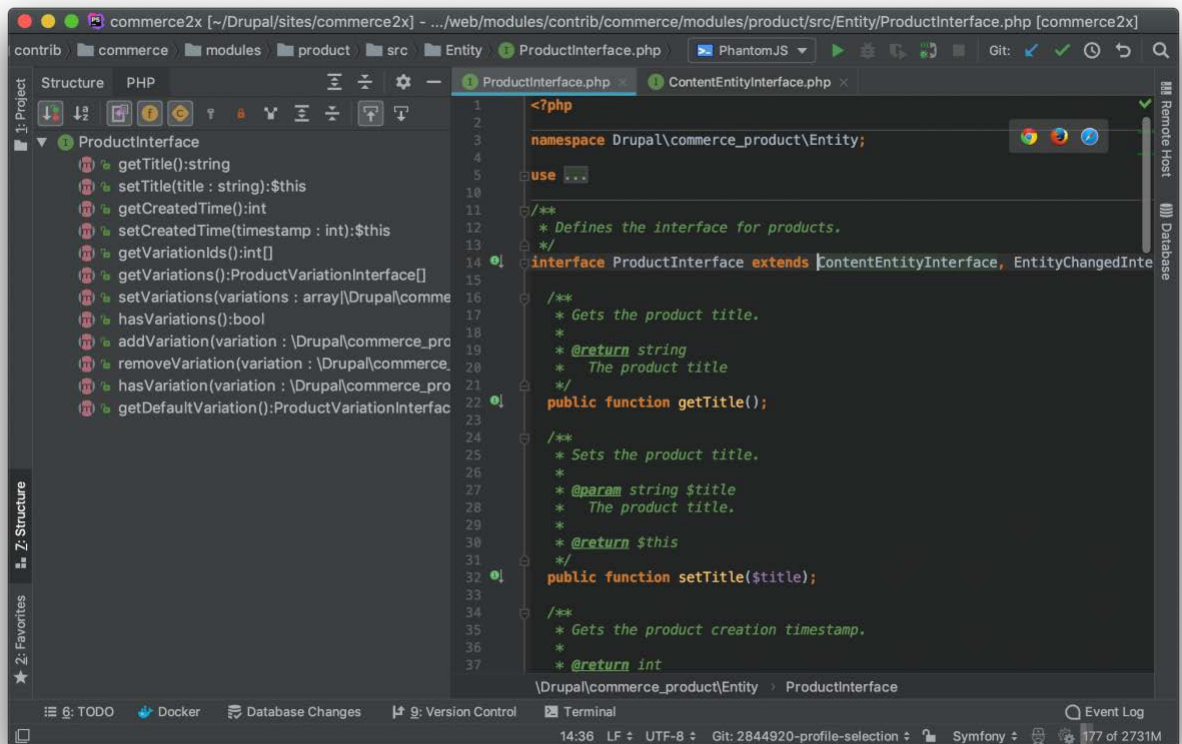 commerce2x [~/Drupal/sites/commerce2x] - .../web/modules/contrib/commerce/modules/product/src/Entity/ProductInterface.php [commerce2x]
contrib commerce modules product src Entity ProductInterface.php PhantomJS Git:
Structure PHP
ProductInterface.php ContentEntityInterface.php
1: Project
Z: Structure
2: Favorites
ProductInterface
getTitle():string
setTitle(title : string):$this
getCreatedTime():int
setCreatedTime(timestamp : int):$this
getVariationIds():int[]
getVariations():ProductVariationInterface[]
setVariations(variations : array|\Drupal\comme
hasVariations():bool
addVariation(variation : \Drupal\commerce_pro
removeVariation(variation : \Drupal\commerce_
hasVariation(variation : \Drupal\commerce_pro
getDefaultVariation():ProductVariationInterfac
1 <?php
2
3 namespace Drupal\commerce_product\Entity;
4
5 use ...
10
11 /**
12 * Defines the interface for products.
13 */
14 interface ProductInterface extends ContentEntityInterface, EntityChangedInte
15
16 /**
17 * Gets the product title.
18 *
19 * @return string
20 * The product title
21 */
22 public function getTitle();
23
24 /**
25 * Sets the product title.
26 *
27 * @param string $title
28 * The product title.
29 *
30 * @return $this
31 */
32 public function setTitle($title);
33
34 /**
35 * Gets the product creation timestamp.
36 *
37 * @return int
\Drupal\commerce_product\Entity ProductInterface
Remote Host
Database
6: TODO Docker Database Changes 9: Version Control Terminal Event Log
14:36 LF UTF-8 Git: 2844920-profile-selection Symfony 177 of 2731M